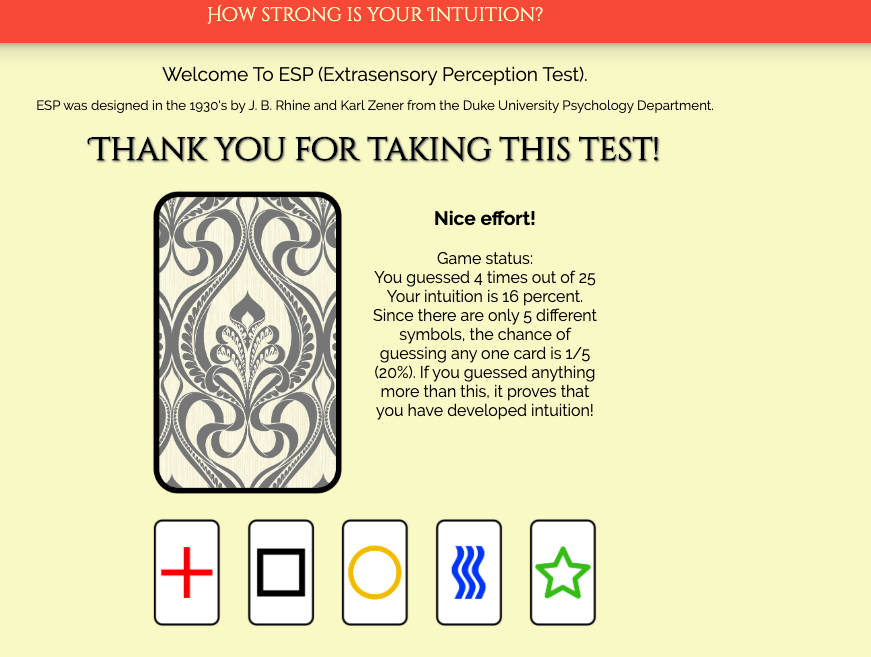 How strong is your Intuition?
Welcome To ESP (Extrasensory Perception Test).
ESP was designed in the 1930's by J. B. Rhine and Karl Zener from the Duke University Psychology Department.
Thank you for taking this test!
Nice effort!
Game status:
You guessed 4 times out of 25
Your intuition is 16 percent.
Since there are only 5 different
symbols, the chance of
guessing any one card is 1/5
(20%). If you guessed anything
more than this, it proves that
you have developed intuition!